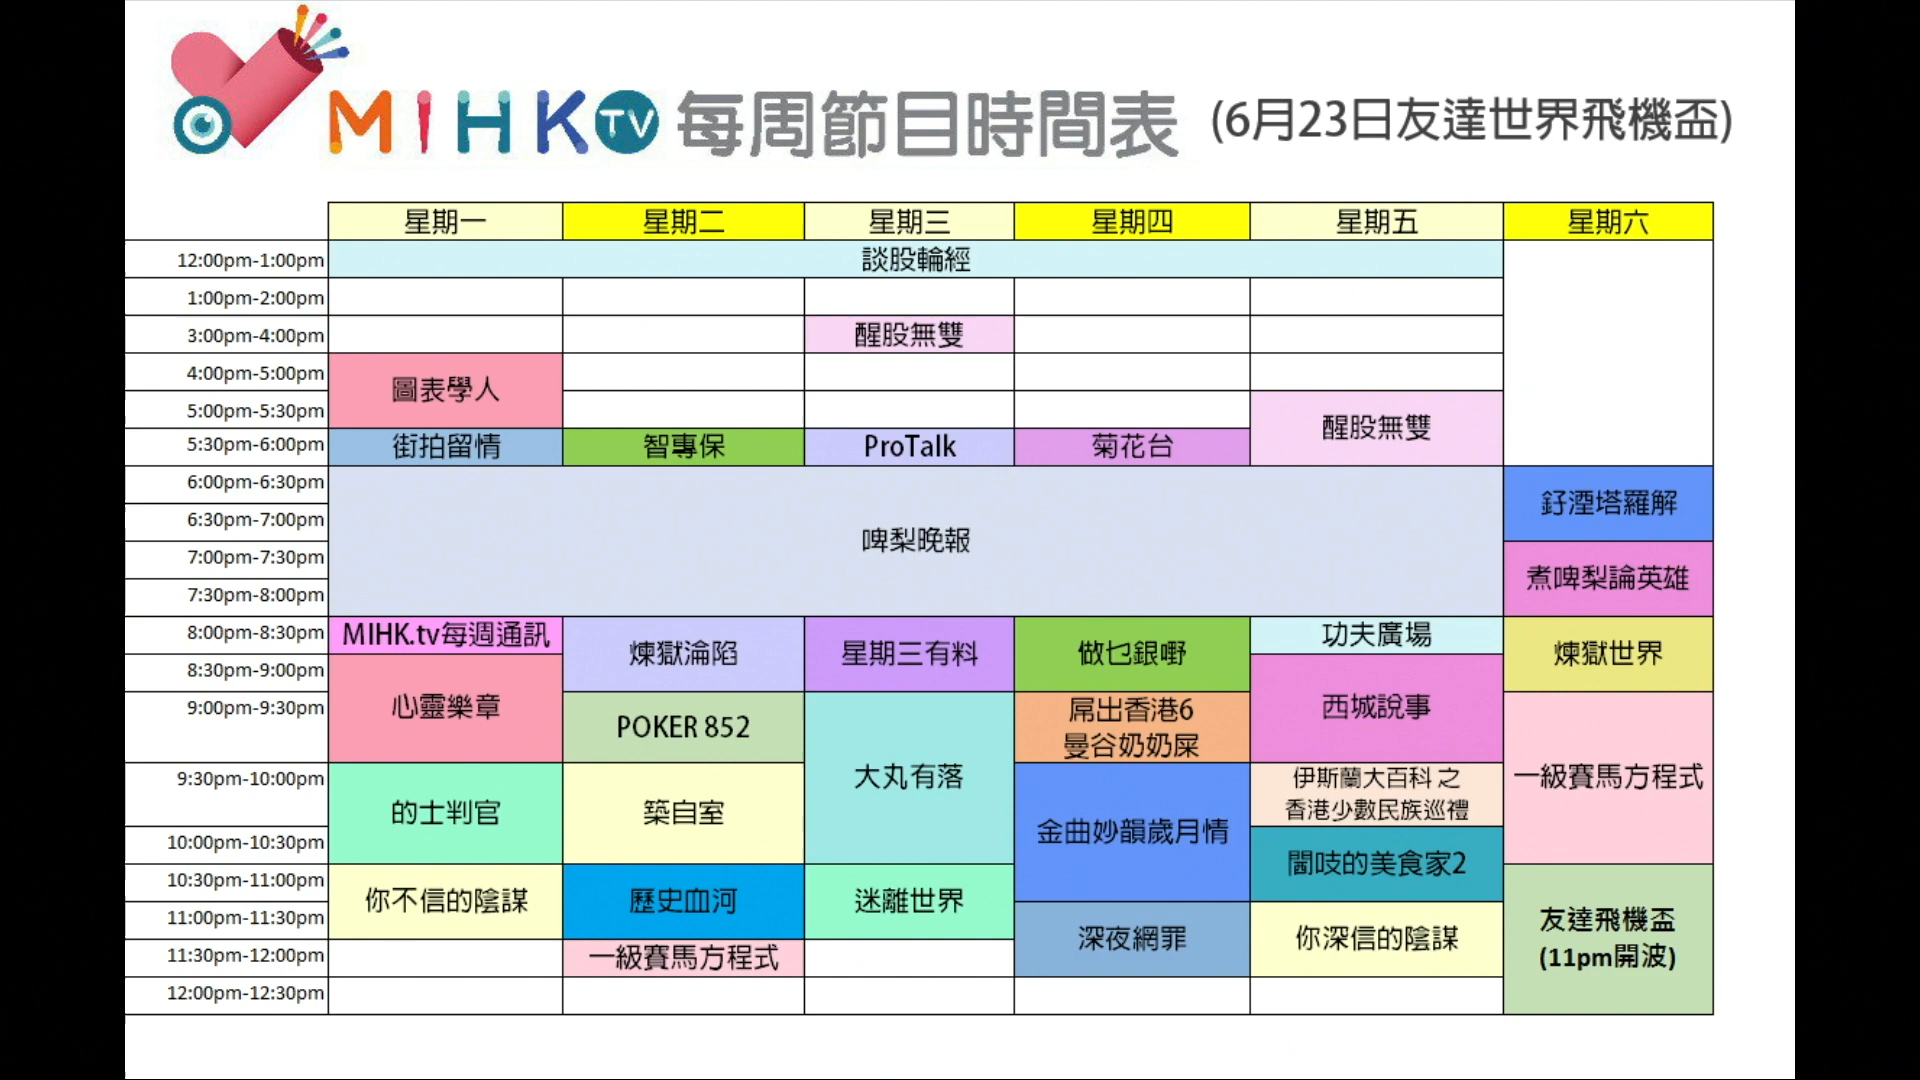 MIHKTV 每周節目時間表 (6月23日友達世界飛機盃)
星期一 星期二 星期三 星期四 星期五 星期六
12:00pm-1:00pm 談股輪經
1:00pm-2:00pm
3:00pm-4:00pm 醒股無雙
4:00pm-5:00pm
圖表學人
5:00pm-5:30pm
醒股無雙
5:30pm-6:00pm 街拍留情 智專保 ProTalk 菊花台
6:00pm-6:30pm
釨湮塔羅解
6:30pm-7:00pm
啤梨晚報
7:00pm-7:30pm
煮啤梨論英雄
7:30pm-8:00pm
8:00pm-8:30pm MIHK.tv每週通訊 功夫廣場
煉獄淪陷 星期三有料 做乜銀嘢 煉獄世界
8:30pm-9:00pm
9:00pm-9:30pm 心靈樂章 POKER 852 屌出香港6 西城說事
曼谷奶奶屎
9:30pm-10:00pm 大丸有落 伊斯蘭大百科 之 一級賽馬方程式
香港少數民族巡禮
的士判官 築自室 金曲妙韻歲月情
10:00pm-10:30pm
闔吱的美食家2
10:30pm-11:00pm
你不信的陰謀 歷史血河 迷離世界
11:00pm-11:30pm 友達飛機盃
深夜網罪 你深信的陰謀
11:30pm-12:00pm 一級賽馬方程式 (11pm開波)
12:00pm-12:30pm